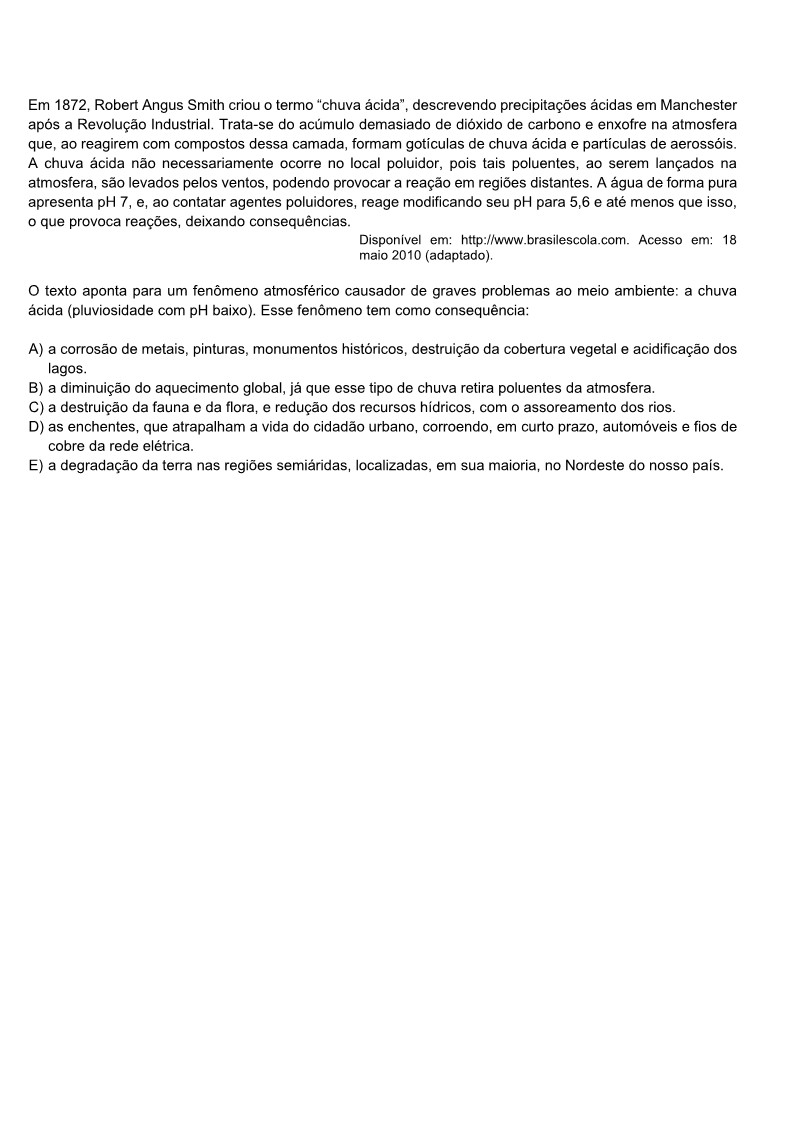 Em 1872, Robert Angus Smith criou o termo “chuva ácida”, descrevendo precipitações ácidas em Manchester
após a Revolução Industrial. Trata-se do acúmulo demasiado de dióxido de carbono e enxofre na atmosfera
que, ao reagirem com compostos dessa camada, formam gotículas de chuva ácida e partículas de aerossóis.
A chuva ácida não necessariamente ocorre no local poluidor, pois tais poluentes, ao serem lançados na
atmosfera, são levados pelos ventos, podendo provocar a reação em regiões distantes. A água de forma pura
apresenta pH 7, e, ao contatar agentes poluidores, reage modificando seu pH para 5,6 e até menos que isso,
o que provoca reações, deixando consequências.
Disponível em: http://www.brasilescola.com. Acesso em: 18
maio 2010 (adaptado).
O texto aponta para um fenômeno atmosférico causador de graves problemas ao meio ambiente: a chuva
ácida (pluviosidade com pH baixo). Esse fenômeno tem como consequência:
A) a corrosão de metais, pinturas, monumentos históricos, destruição da cobertura vegetal e acidificação dos
lagos.
B) a diminuição do aquecimento global, já que esse tipo de chuva retira poluentes da atmosfera.
C) a destruição da fauna e da flora, e redução dos recursos hídricos, com o assoreamento dos rios.
D) as enchentes, que atrapalham a vida do cidadão urbano, corroendo, em curto prazo, automóveis e fios de
cobre da rede elétrica.
E) a degradação da terra nas regiões semiáridas, localizadas, em sua maioria, no Nordeste do nosso país.